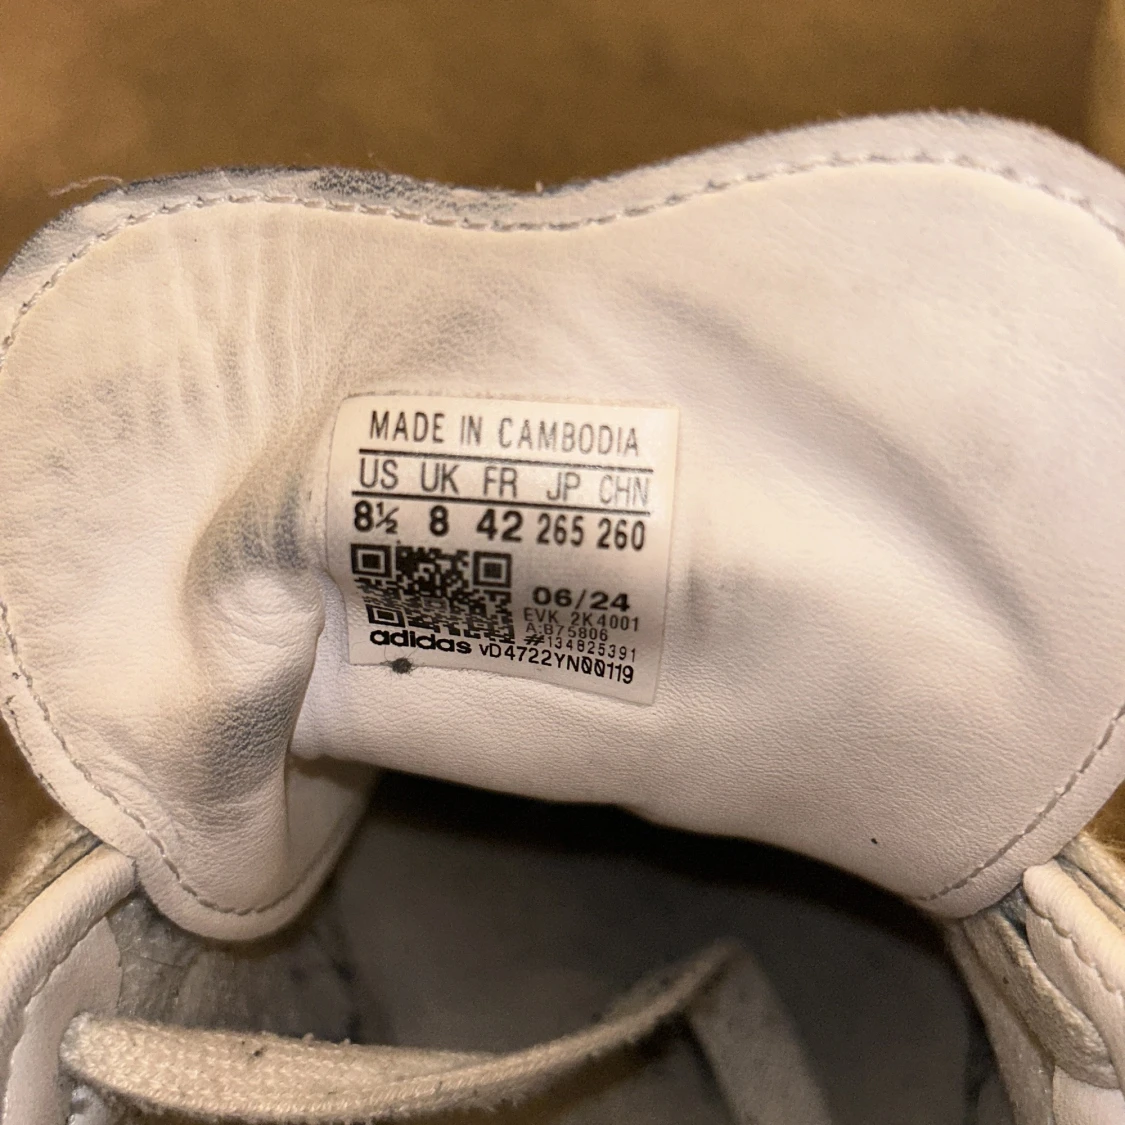 MADE IN CAMBODIA
US UK FR JP CHN
8½ 8 42 265 260
06/24
EVK 2K4001
A:B75806
#134825391
adidas vD4722YN00119